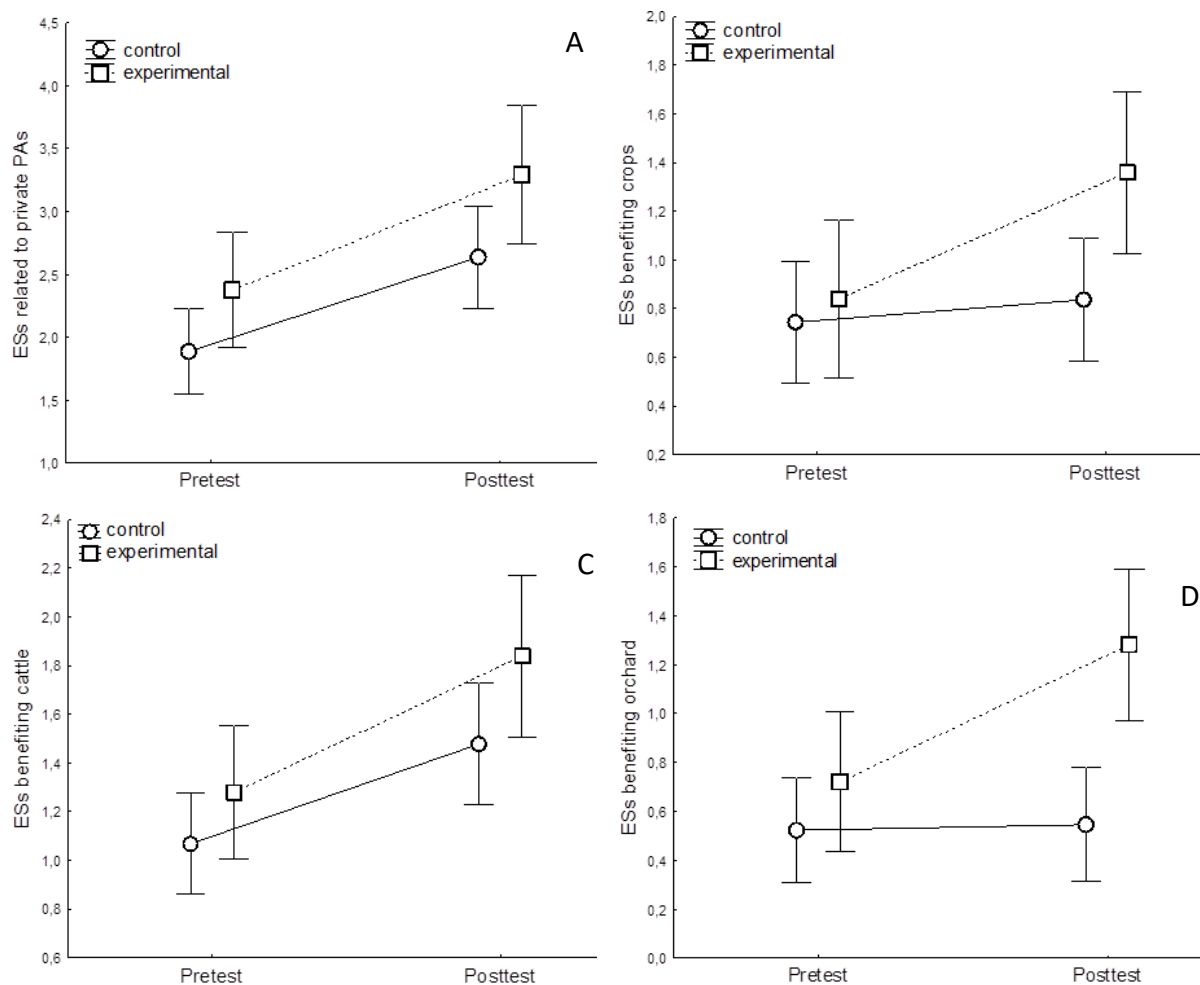 4,5
4,0
3,5
3,0
2,5
2,0
1,5
1,0
ESs related to private PAs
control
experimental
A
Pretest
Posttest
2,0
1,8
1,6
1,4
1,2
1,0
0,8
0,6
0,4
0,2
ESs benefiting crops
control
experimental
Pretest
Posttest
2,4
2,2
2,0
1,8
1,6
1,4
1,2
1,0
0,8
0,6
ESs benefiting cattle
control
experimental
C
Pretest
Posttest
1,8
1,6
1,4
1,2
1,0
0,8
0,6
0,4
0,2
0,0
ESs benefiting orchard
control
experimental
D
Pretest
Posttest